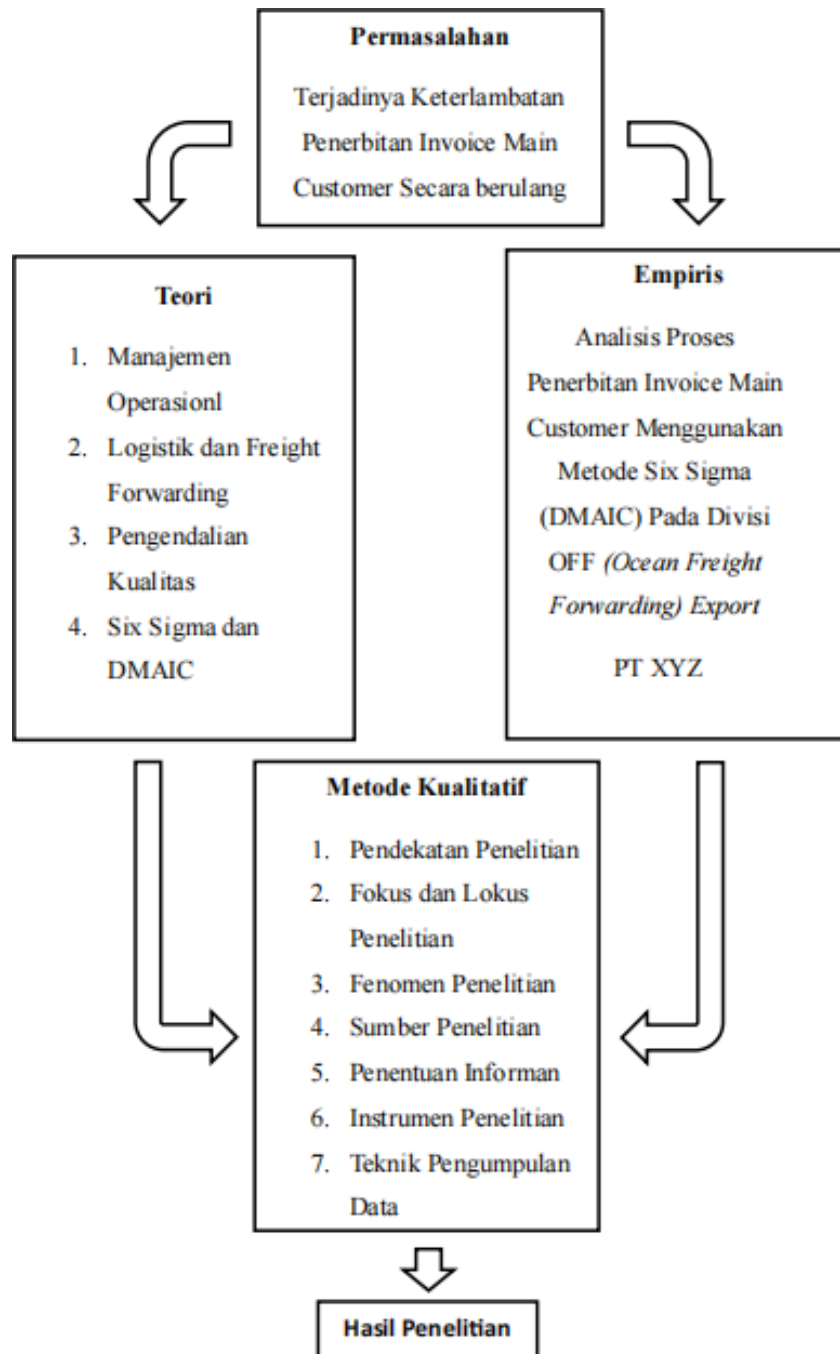 Permasalahan
Terjadinya Keterlambatan
Penerbitan Invoice Main
Customer Secara berulang
Teori
1. Manajemen
Operasionl
2. Logistik dan Freight
Forwarding
3. Pengendalian
Kualitas
4. Six Sigma dan
DMAIC
Empiris
Analisis Proses
Penerbitan Invoice Main
Customer Menggunakan
Metode Six Sigma
(DMAIC) Pada Divisi
OFF (Ocean Freight
Forwarding) Export
PT XYZ
Metode Kualitatif
1. Pendekatan Penelitian
2. Fokus dan Lokus
Penelitian
3. Fenomen Penelitian
4. Sumber Penelitian
5. Penentuan Informan
6. Instrumen Penelitian
7. Teknik Pengumpulan
Data
Hasil Penelitian